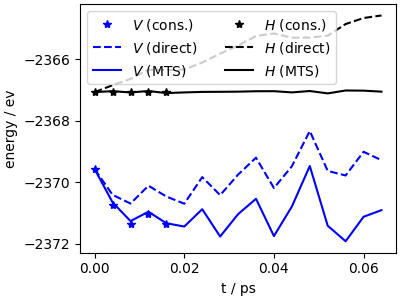 V (cons.) H (cons.)
V (direct) H (direct)
V (MTS) H (MTS)
−2366
−2368
−2370
−2372
energy / ev
0.00 0.02 0.04 0.06
t / ps